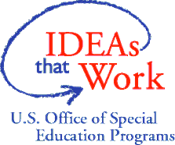 IDEAs
that Work
U.S. Office of Special
Education Programs